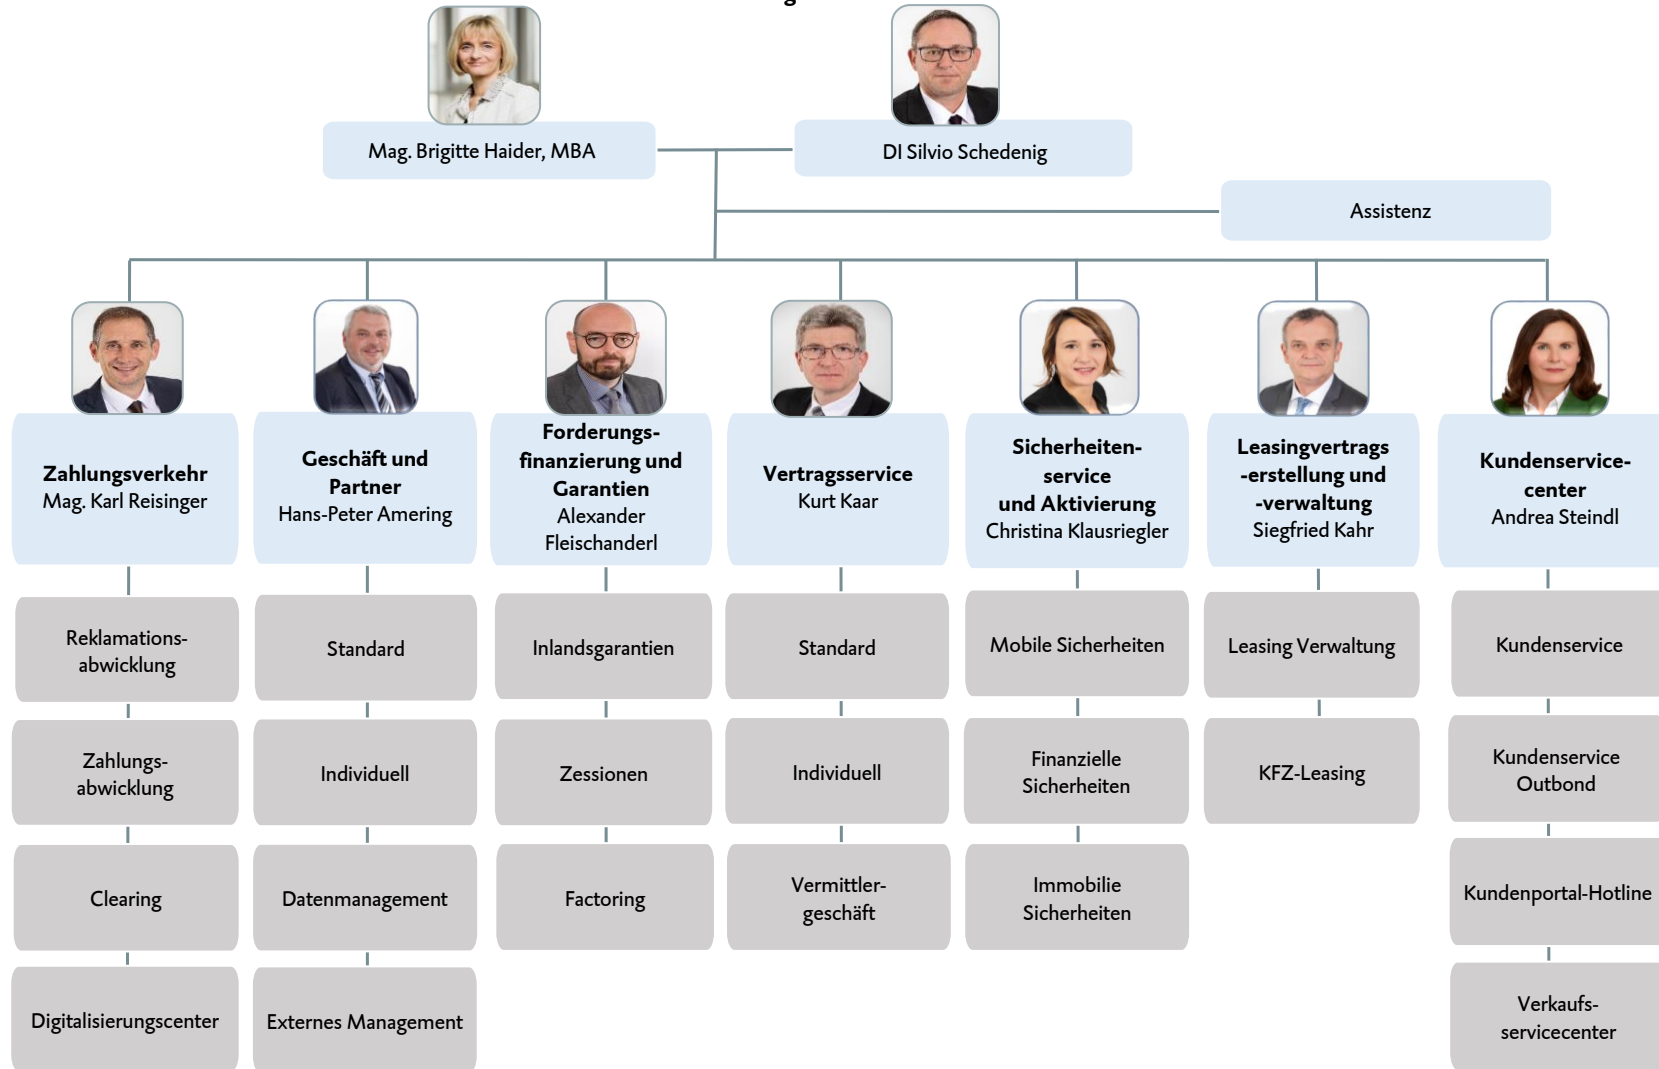 Mag. Brigitte Haider, MBA
DI Silvio Schedenig
Assistenz
Zahlungsverkehr
Mag. Karl Reisinger
Geschäft und
Partner
Hans-Peter Amering
Forderungs-
finanzierung und
Garantien
Alexander
Fleischanderl
Vertragsservice
Kurt Kaar
Sicherheiten-
service
und Aktivierung
Christina Klausriegler
Leasingvertrags
-erstellung und
-verwaltung
Siegfried Kahr
Kundenservice-
center
Andrea Steindl
Reklamations-
abwicklung
Standard
Inlandsgarantien
Standard
Mobile Sicherheiten
Leasing Verwaltung
Kundenservice
Zahlungs-
abwicklung
Individuell
Zessionen
Individuell
Finanzielle
Sicherheiten
KFZ-Leasing
Kundenservice
Outbond
Clearing
Datenmanagement
Factoring
Vermittler-
geschäft
Immobilie
Sicherheiten
Kundenportal-Hotline
Digitalisierungscenter
Externes Management
Verkaufs-
servicecenter